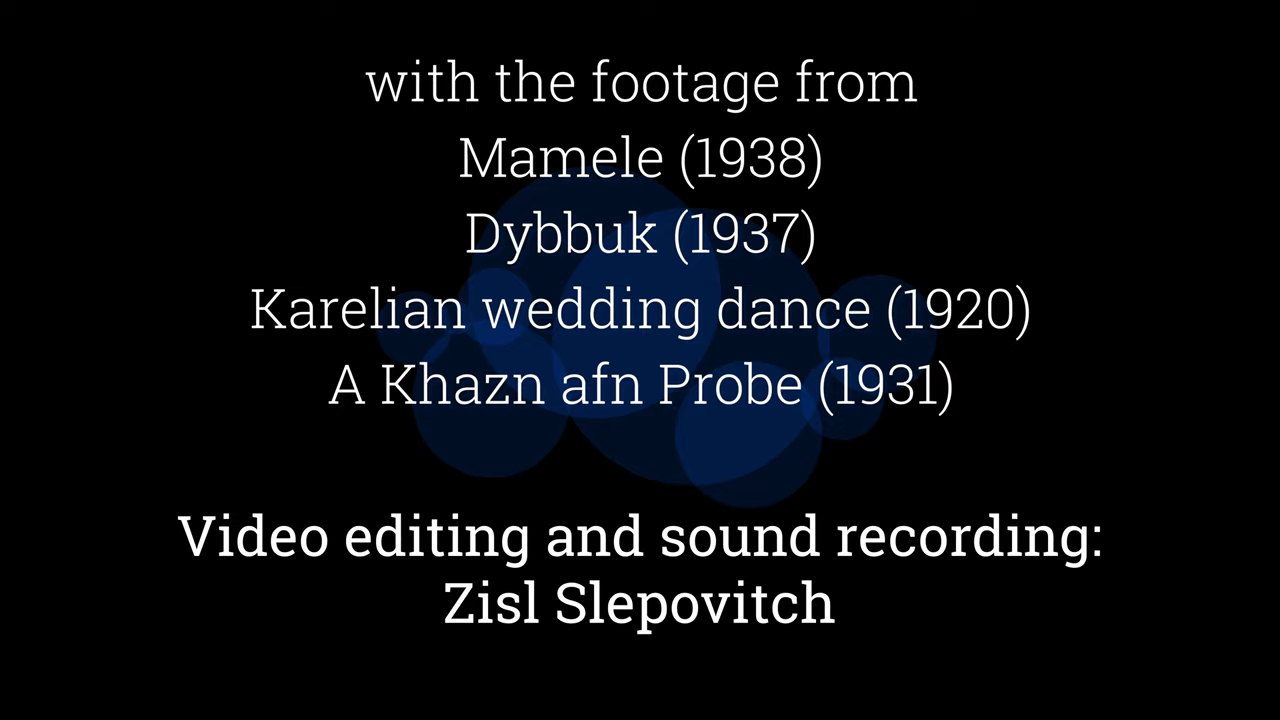 with the footage from
Mamele (1938)
Dybbuk (1937)
Karelian wedding dance (1920)
A Khazn afn Probe (1931)
Video editing and sound recording:
Zisl Slepovitch